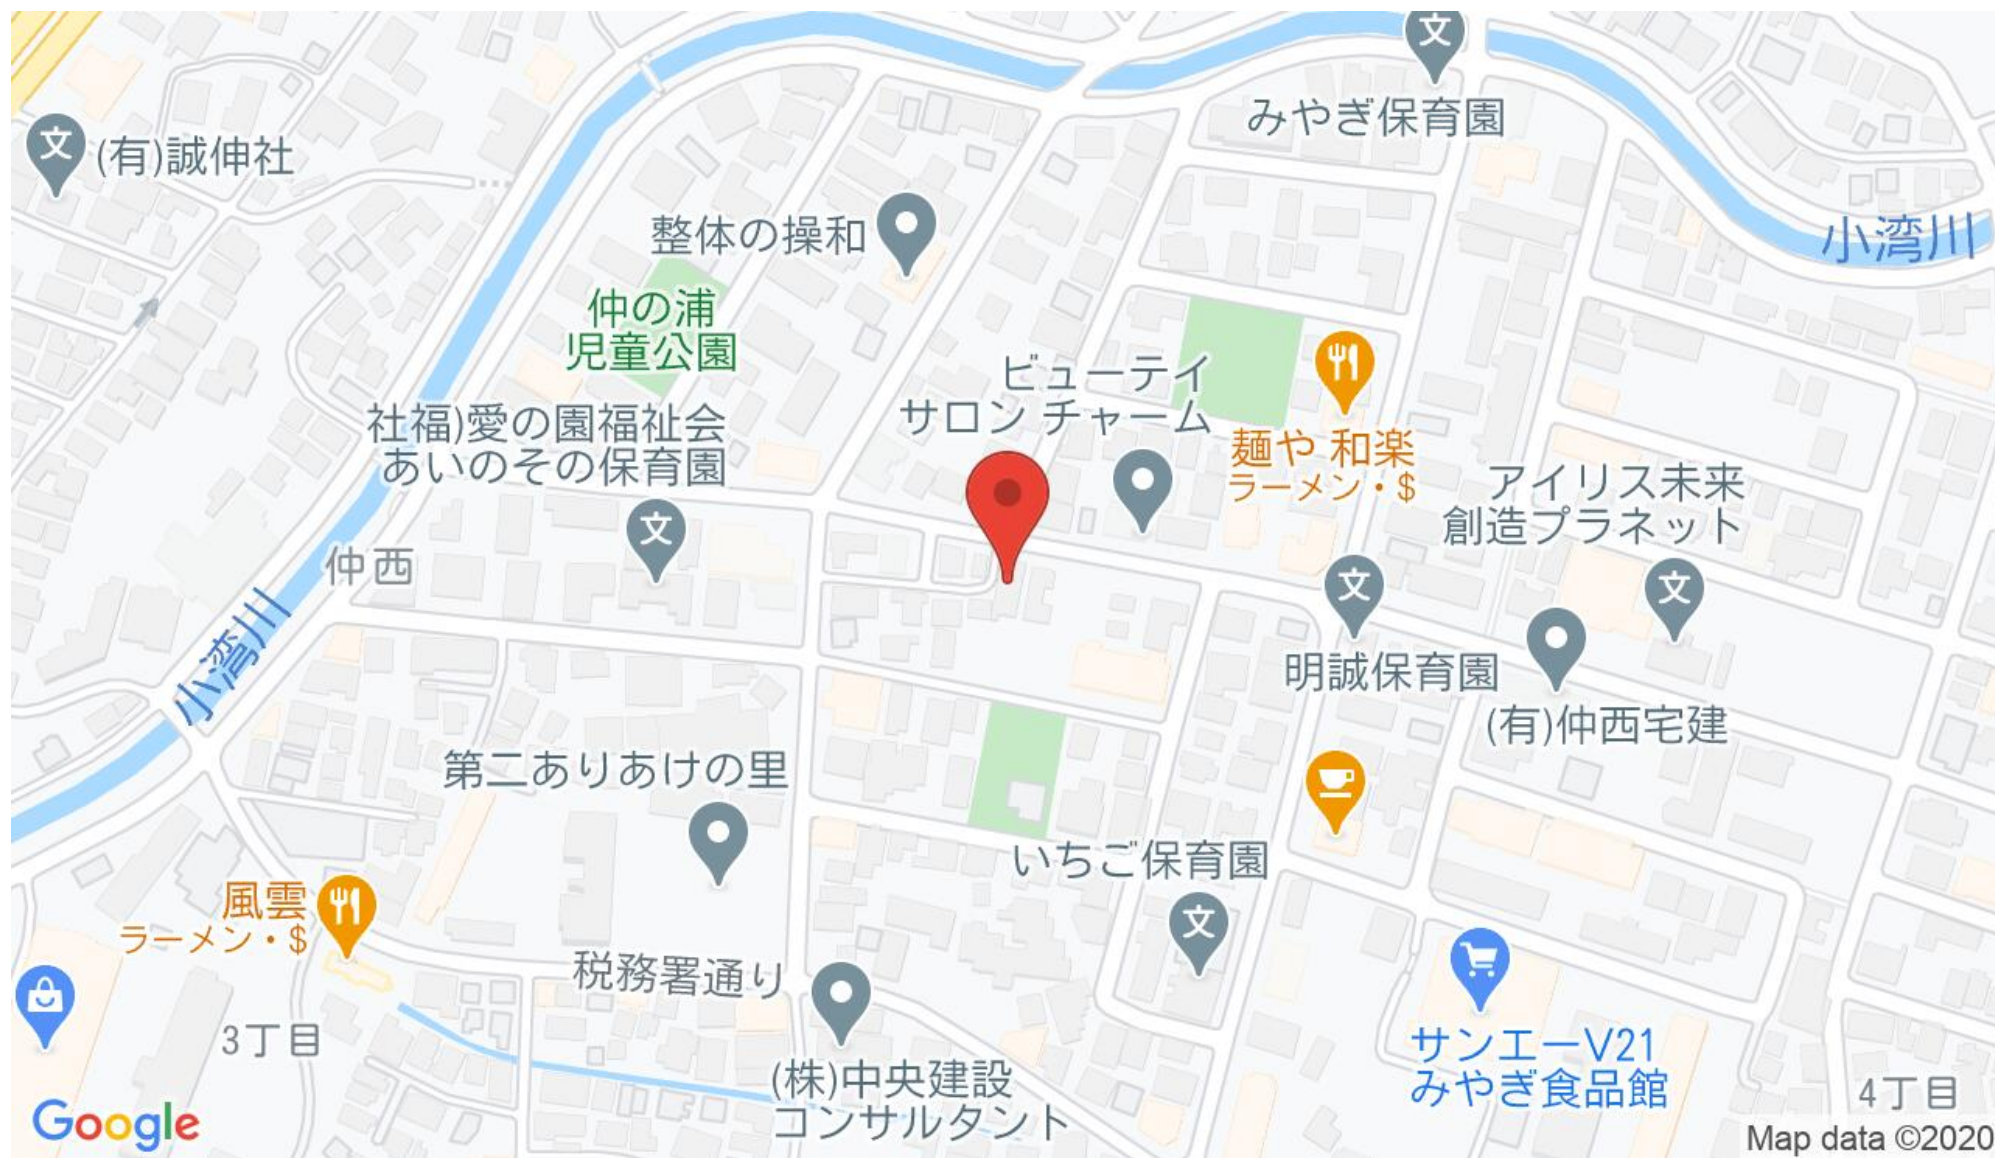 みやぎ保育園
(有)誠伸社
整体の操和
小湾川
仲の浦
児童公園
ビューテイ
サロン チャーム
社福)愛の園福祉会
あいのその保育園
麺や 和楽
ラーメン・$
アイリス未来
創造プラネット
仲西
小湾川
明誠保育園
(有)仲西宅建
第二ありあけの里
いちご保育園
風雲
ラーメン・$
税務署通り
3丁目
サンエーV21
みやぎ食品館
(株)中央建設
コンサルタント
4丁目
Google
Map data ©2020
文
文
文
文
文
文